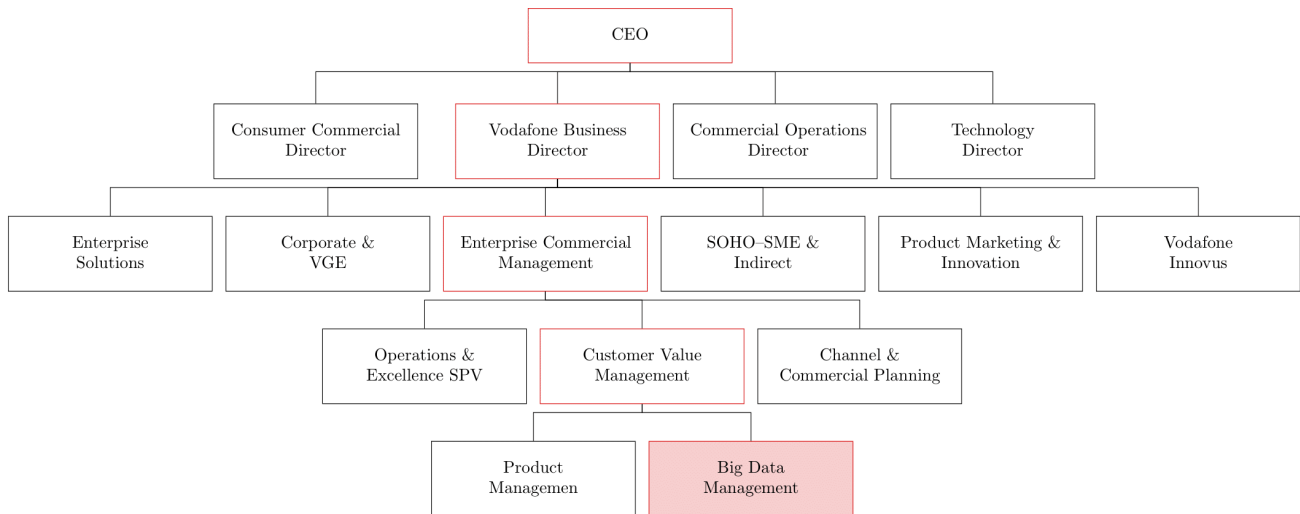 CEO
Consumer Commercial
Director
Vodafone Business
Director
Commercial Operations
Director
Technology
Director
Enterprise
Solutions
Corporate &
VGE
Enterprise Commercial
Management
SOHO–SME &
Indirect
Product Marketing &
Innovation
Vodafone
Innovus
Operations &
Excellence SPV
Customer Value
Management
Channel &
Commercial Planning
Product
Managemen
Big Data
Management